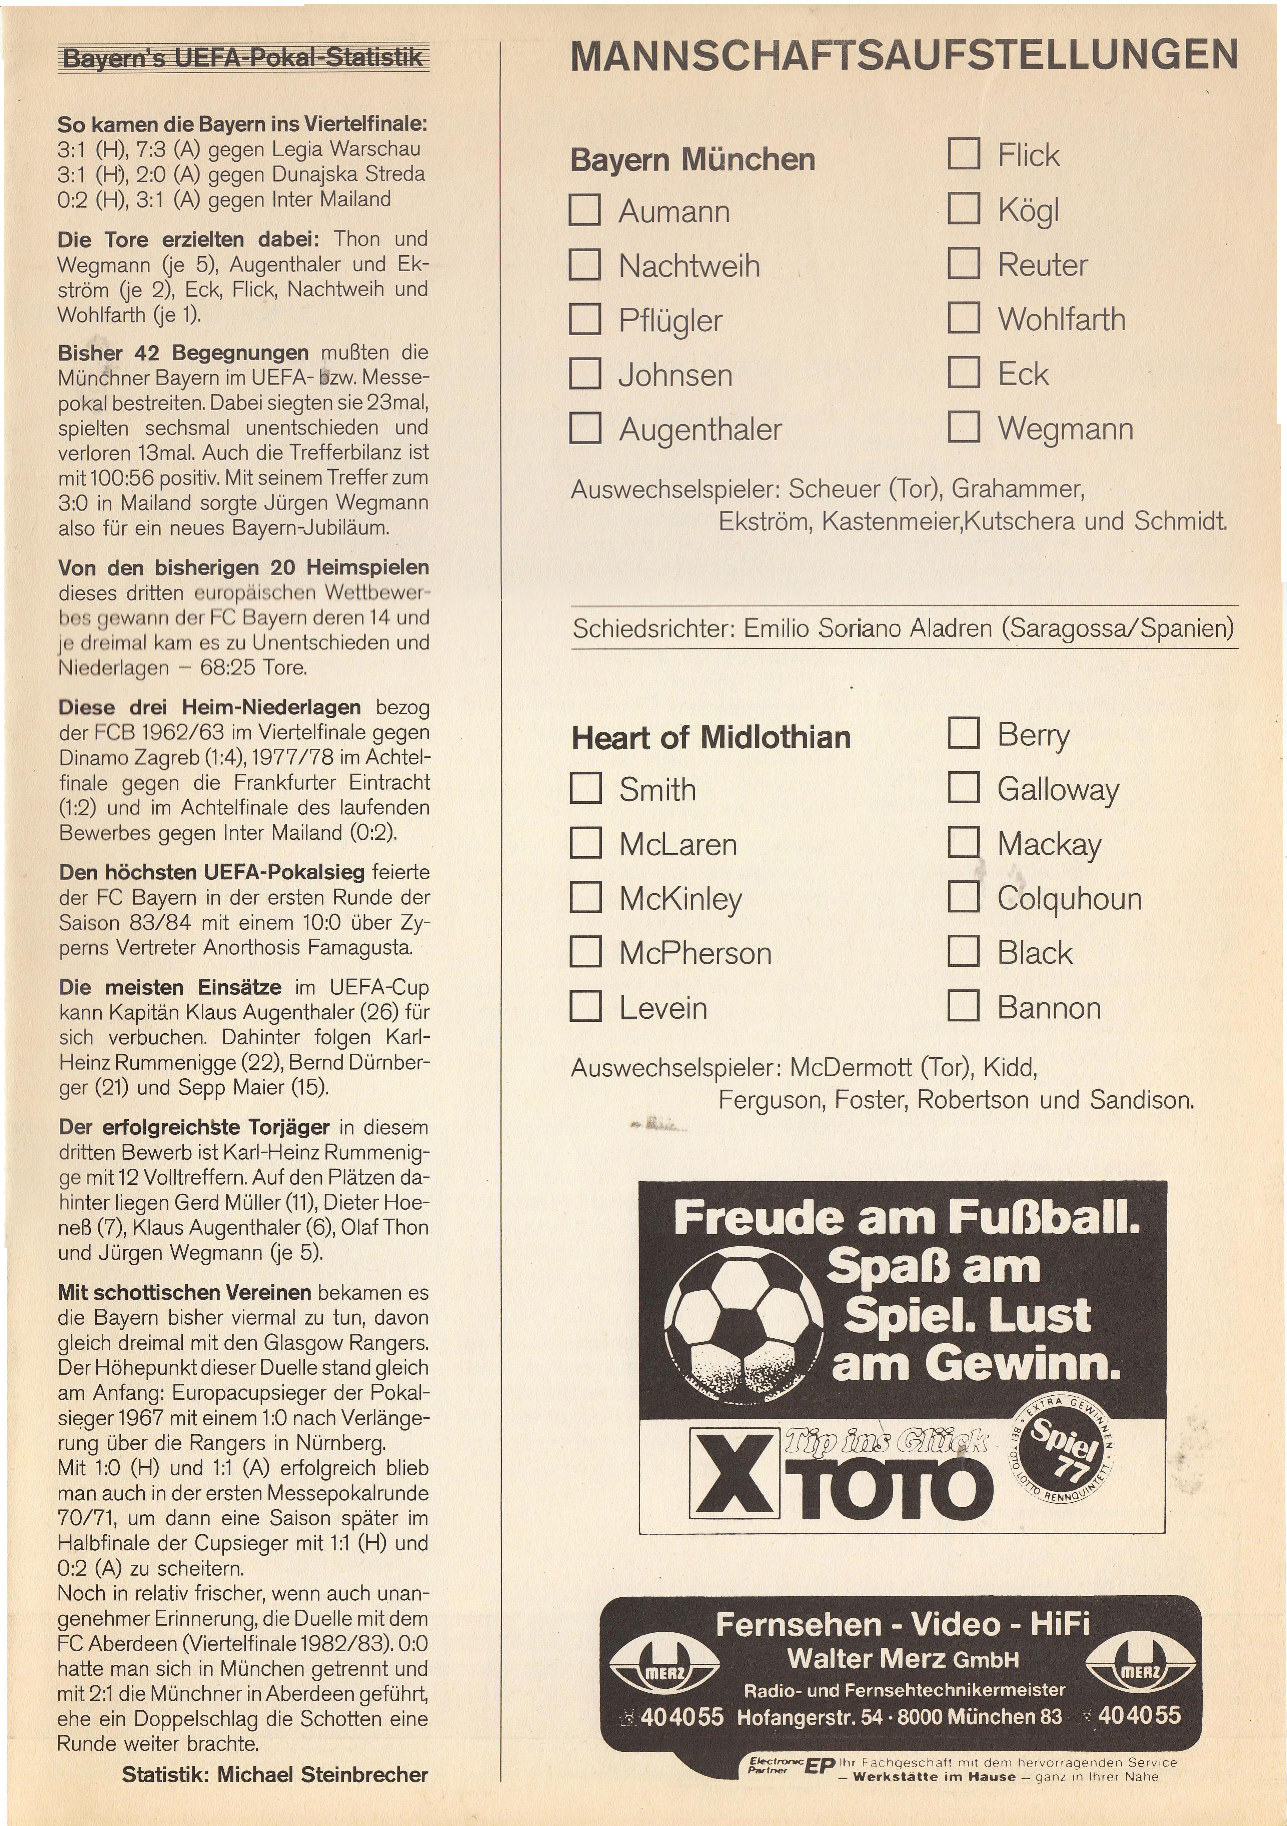 Bayern's UEFA-Pokal-Statistik
So kamen die Bayern ins Viertelfinale:
3:1 (H), 7:3 (A) gegen Legia Warschau
3:1 (H), 2:0 (A) gegen Dunajska Streda
0:2 (H), 3:1 (A) gegen Inter Mailand
Die Tore erzielten dabei: Thon und
Wegmann (je 5), Augenthaler und Ek-
ström (je 2), Eck, Flick, Nachtweih und
Wohlfarth (je 1).
Bisher 42 Begegnungen mußten die
Münchner Bayern im UEFA- bzw. Messe-
pokal bestreiten. Dabei siegten sie 23mal,
spielten sechsmal unentschieden und
verloren 13mal. Auch die Trefferbilanz ist
mit 100:56 positiv. Mit seinem Treffer zum
3:0 in Mailand sorgte Jürgen Wegmann
also für ein neues Bayern-Jubiläum.
Von den bisherigen 20 Heimspielen
dieses dritten europäischen Wettbewer-
bes gewann der FC Bayern deren 14 und
je dreimal kam es zu Unentschieden und
Niederlagen – 68:25 Tore.
Diese drei Heim-Niederlagen bezog
der FCB 1962/63 im Viertelfinale gegen
Dinamo Zagreb (1:4), 1977/78 im Achtel-
finale gegen die Frankfurter Eintracht
(1:2) und im Achtelfinale des laufenden
Bewerbes gegen Inter Mailand (0:2).
Den höchsten UEFA-Pokalsieg feierte
der FC Bayern in der ersten Runde der
Saison 83/84 mit einem 10:0 über Zy-
perns Vertreter Anorthosis Famagusta.
Die meisten Einsätze im UEFA-Cup
kann Kapitän Klaus Augenthaler (26) für
sich verbuchen. Dahinter folgen Karl-
Heinz Rummenigge (22), Bernd Dürnber-
ger (21) und Sepp Maier (15).
Der erfolgreichste Torjäger in diesem
dritten Bewerb ist Karl-Heinz Rummenig-
ge mit 12 Volltreffern. Auf den Plätzen da-
hinter liegen Gerd Müller (11), Dieter Hoe-
neß (7), Klaus Augenthaler (6), Olaf Thon
und Jürgen Wegmann (je 5).
Mit schottischen Vereinen bekamen es
die Bayern bisher viermal zu tun, davon
gleich dreimal mit den Glasgow Rangers.
Der Höhepunkt dieser Duelle stand gleich
am Anfang: Europacupsieger der Pokal-
sieger 1967 mit einem 1:0 nach Verlänge-
rung über die Rangers in Nürnberg.
Mit 1:0 (H) und 1:1 (A) erfolgreich blieb
man auch in der ersten Messepokalrunde
70/71, um dann eine Saison später im
Halbfinale der Cupsieger mit 1:1 (H) und
0:2 (A) zu scheitern.
Noch in relativ frischer, wenn auch unan-
genehmer Erinnerung, die Duelle mit dem
FC Aberdeen (Viertelfinale 1982/83). 0:0
hatte man sich in München getrennt und
mit 2:1 die Münchner in Aberdeen geführt,
ehe ein Doppelschlag die Schotten eine
Runde weiter brachte.
Statistik: Michael Steinbrecher
MANNSCHAFTSAUFSTELLUNGEN
Bayern München
Aumann
Nachtweih
Pflügler
Johnsen
Augenthaler
Flick
Kögl
Reuter
Wohlfarth
Eck
Wegmann
Auswechselspieler: Scheuer (Tor), Grahammer,
Ekström, Kastenmeier,Kutschera und Schmidt.
Schiedsrichter: Emilio Soriano Aladren (Saragossa/Spanien)
Heart of Midlothian
Smith
McLaren
McKinley
McPherson
Levein
Berry
Galloway
Mackay
Colquhoun
Black
Bannon
Auswechselspieler: McDermott (Tor), Kidd,
Ferguson, Foster, Robertson und Sandison.
Freude am Fußball.
Spaß am
Spiel. Lust
am Gewinn.
X
Tip ins Glück
TOTO
EXTRA GEWINNEN
Spiel
77
BEI TOTO LOTTO RENNQUINTETT
Fernsehen - Video - HiFi
Walter Merz GmbH
MERZ
MERZ
Radio- und Fernsehtechnikermeister
404055 Hofangerstr. 54 · 8000 München 83 404055
Electronic
Partner
EP Ihr Fachgeschäft mit dem hervorragenden Service
– Werkstätte im Hause – ganz in Ihrer Nähe